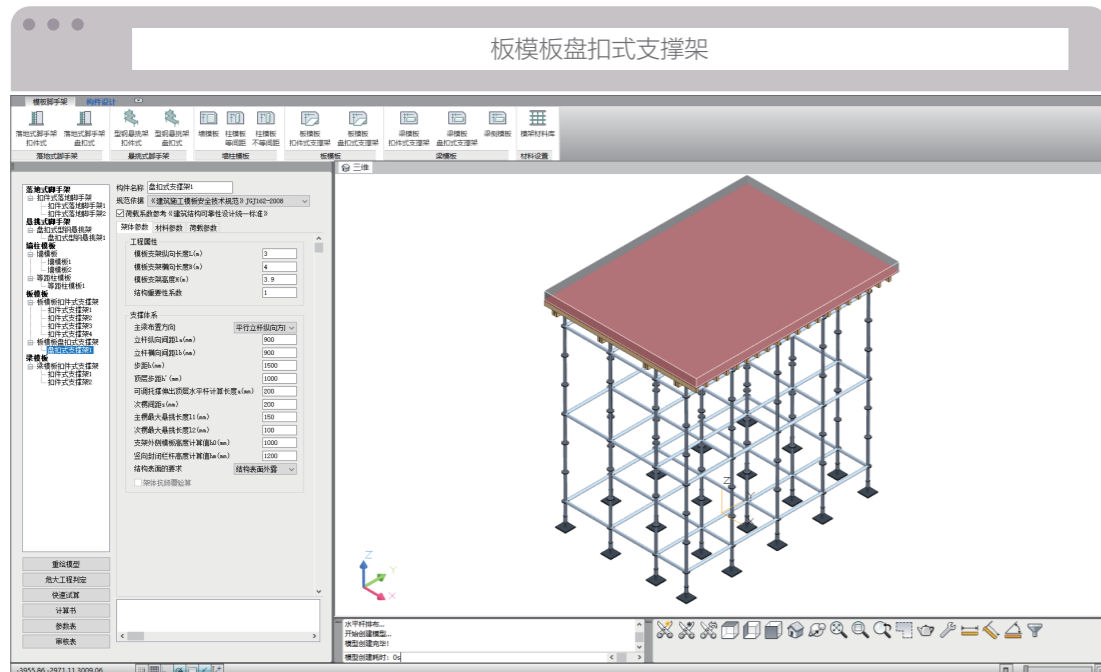 板模板盘扣式支撑架
模板脚手架 构件设计
落地式脚手架 落地式脚手架 型钢悬挑架 型钢悬挑架 墙模板 柱模板 柱模板 板模板 板模板 梁模板 梁模板 梁侧模板 模架材料库
扣件式 盘扣式 扣件式 盘扣式 等间距 不等间距 扣件式支撑架 盘扣式支撑架 扣件式支撑架 盘扣式支撑架
落地式脚手架 悬挑式脚手架 墙柱模板 板模板 梁模板 材料设置
三维
落地式脚手架
扣件式落地脚手架
扣件式落地脚手架1
扣件式落地脚手架2
悬挑式脚手架
盘扣式型钢悬挑架
盘扣式型钢悬挑架1
墙柱模板
墙模板
墙模板1
墙模板2
等距柱模板
等距柱模板1
板模板
板模板扣件式支撑架
扣件式支撑架1
扣件式支撑架2
扣件式支撑架3
扣件式支撑架4
板模板盘扣式支撑架
盘扣式支撑架1
梁模板
梁模板扣件式支撑架
扣件式支撑架1
扣件式支撑架2
重绘模型
危大工程判定
快速试算
计算书
参数表
审核表
构件名称 盘扣式支撑架1
规范依据 《建筑施工模板安全技术规范》JGJ162-2008
荷载系数参考《建筑结构可靠性设计统一标准》
架体参数 材料参数 荷载参数
工程属性
模板支架纵向长度L(m) 3
模板支架横向长度B(m) 4
模板支架高度H(m) 3.9
结构重要性系数 1
支撑体系
主梁布置方向 平行立杆纵向方向
立杆纵向间距la(mm) 900
立杆横向间距lb(mm) 900
步距h(mm) 1500
顶层步距h'(mm) 1000
可调托撑伸出顶层水平杆计算长度a(mm) 200
次楞间距s(mm) 200
主楞最大悬挑长度l1(mm) 150
次楞最大悬挑长度l2(mm) 100
支架外侧模板高度计算值h0(mm) 1000
竖向封闭栏杆高度计算值hm(mm) 1200
结构表面的要求 结构表面外露
架体抗倾覆验算
Z
Y
Z
Y
X
水平杆排布...
开始创建模型...
模型创建完毕!
模型创建耗时: 0s
-3955.86,-2971.11,3009.06